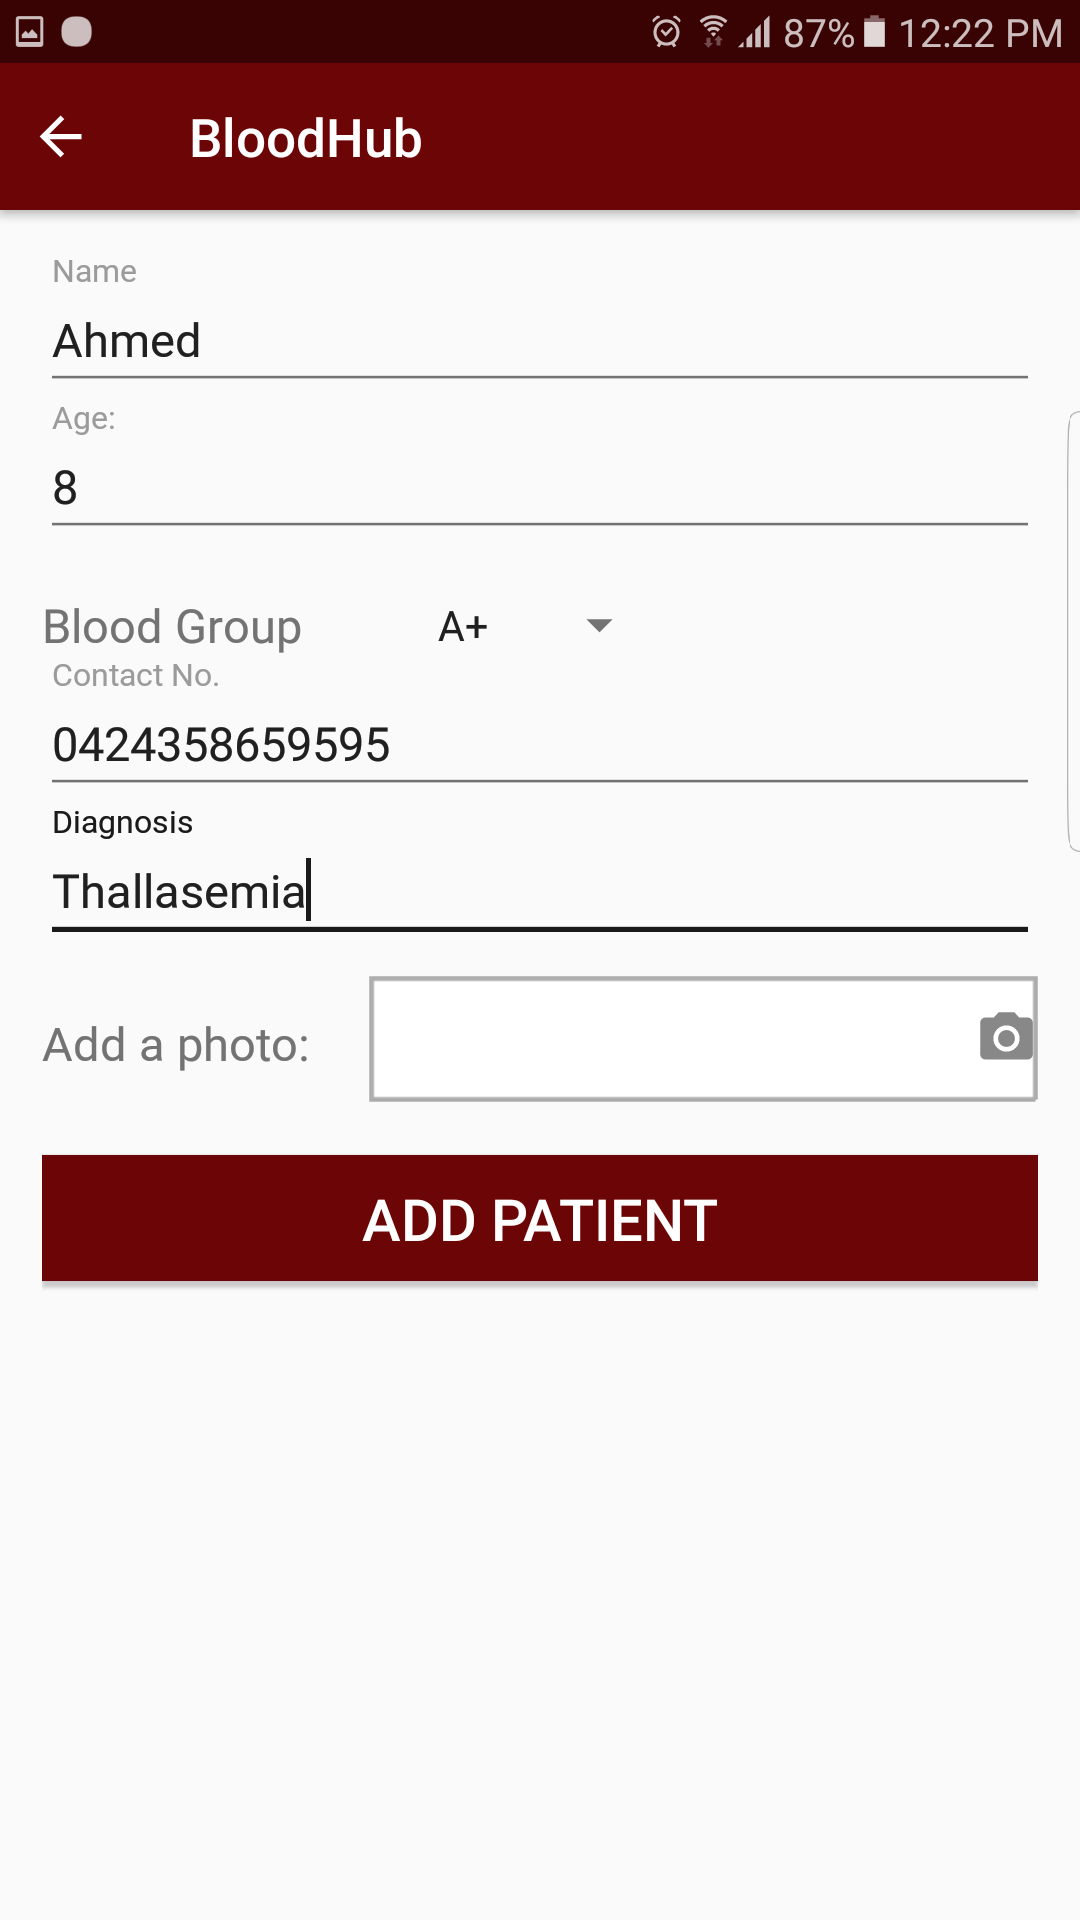 87% 12:22 PM
BloodHub
Name
Ahmed
Age:
8
Blood Group A+
Contact No.
0424358659595
Diagnosis
Thallasemia
Add a photo:
ADD PATIENT